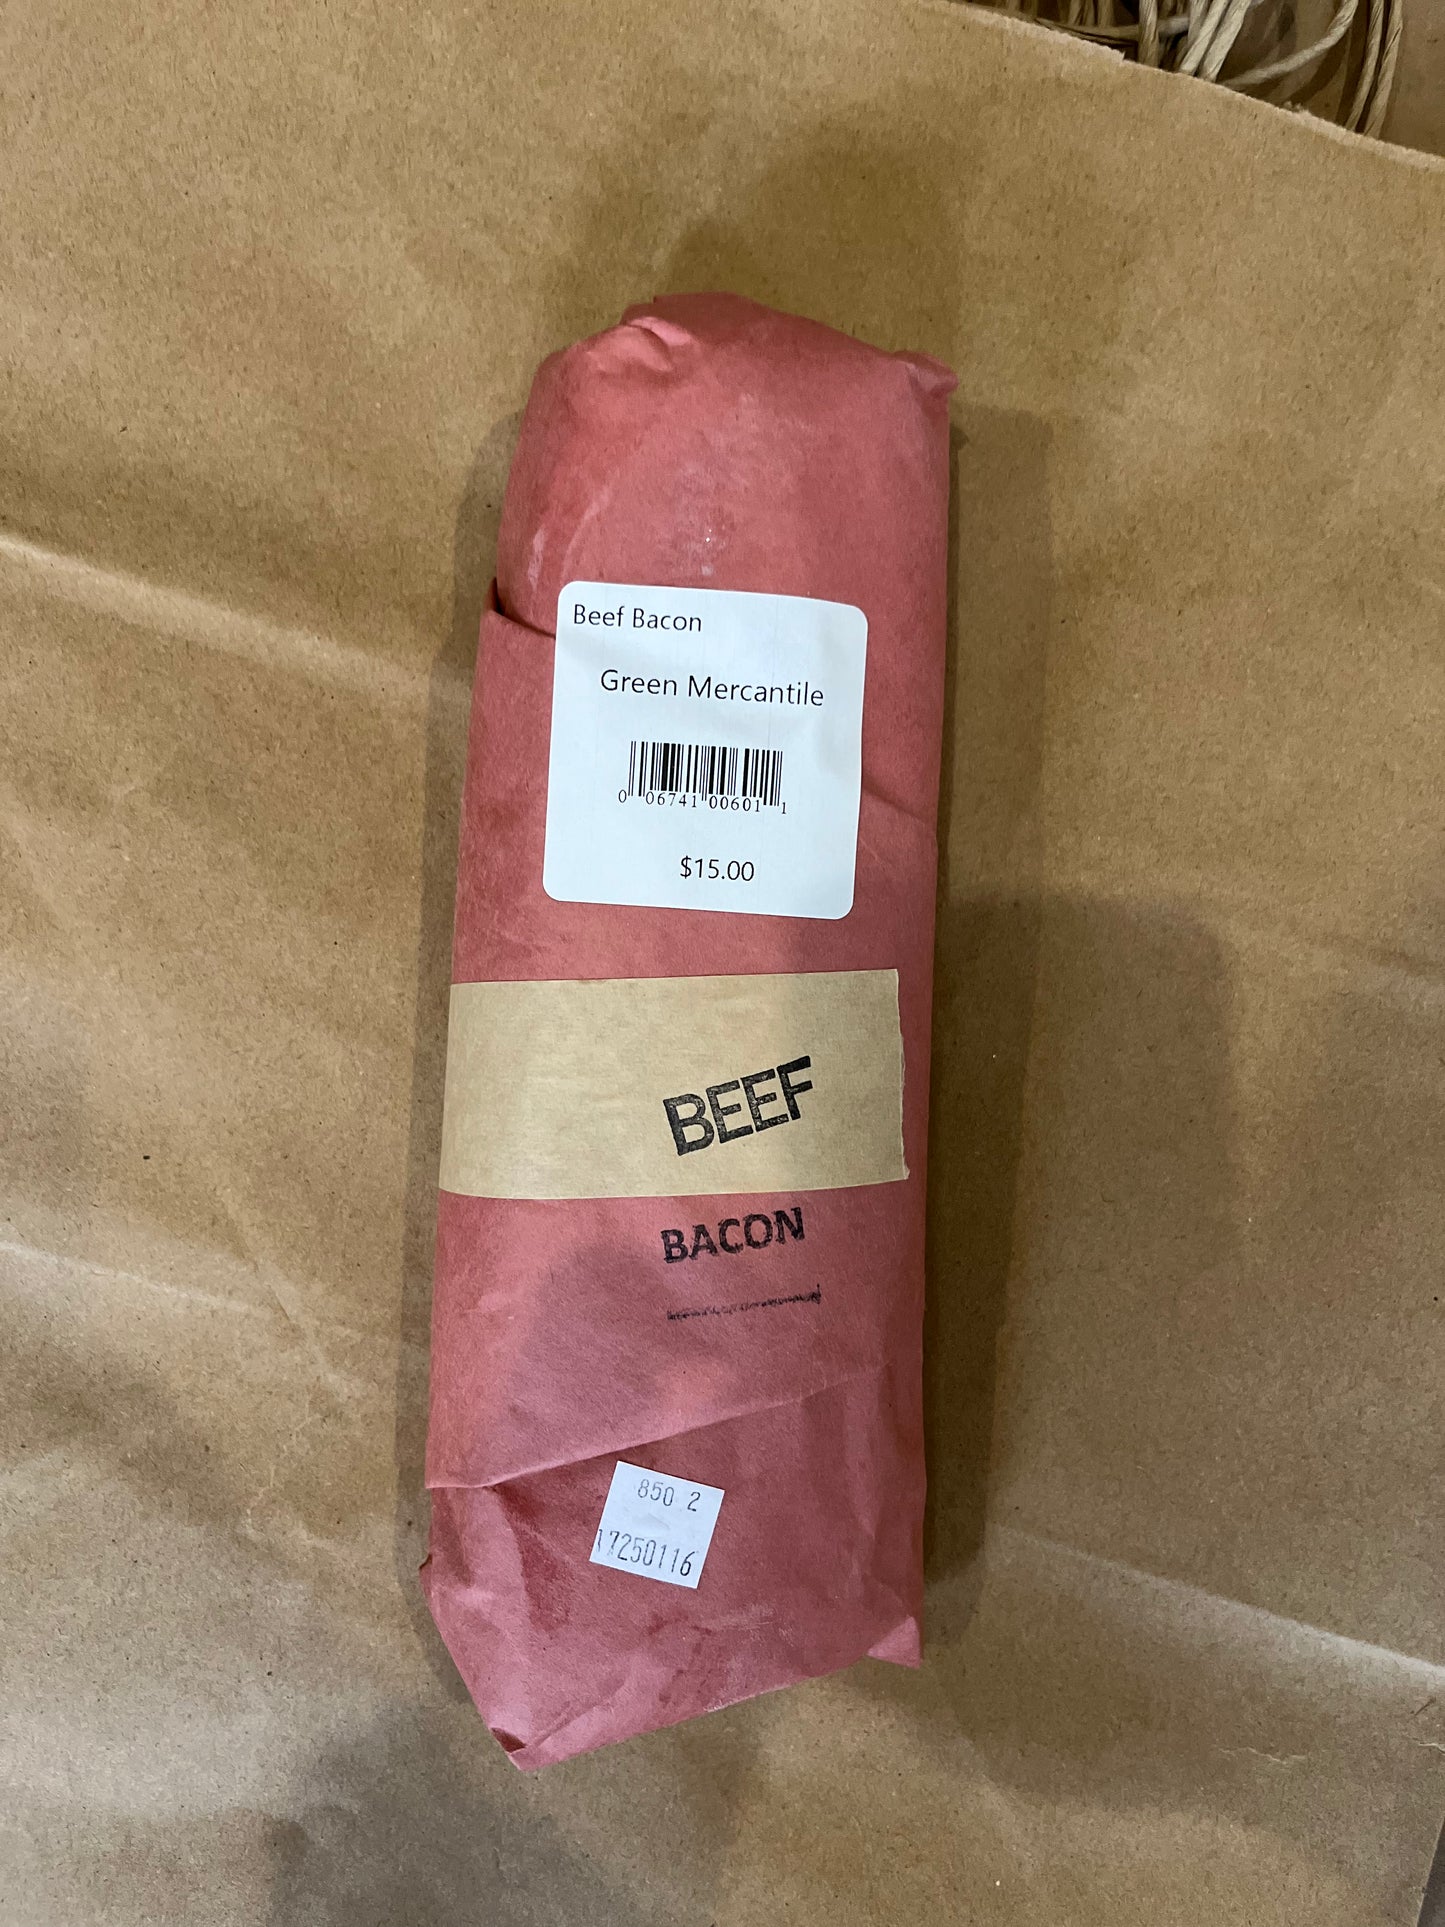 Beef Bacon
Green Mercantile
0 06741 00601 1
$15.00
BEEF
BACON
850 2
17250116